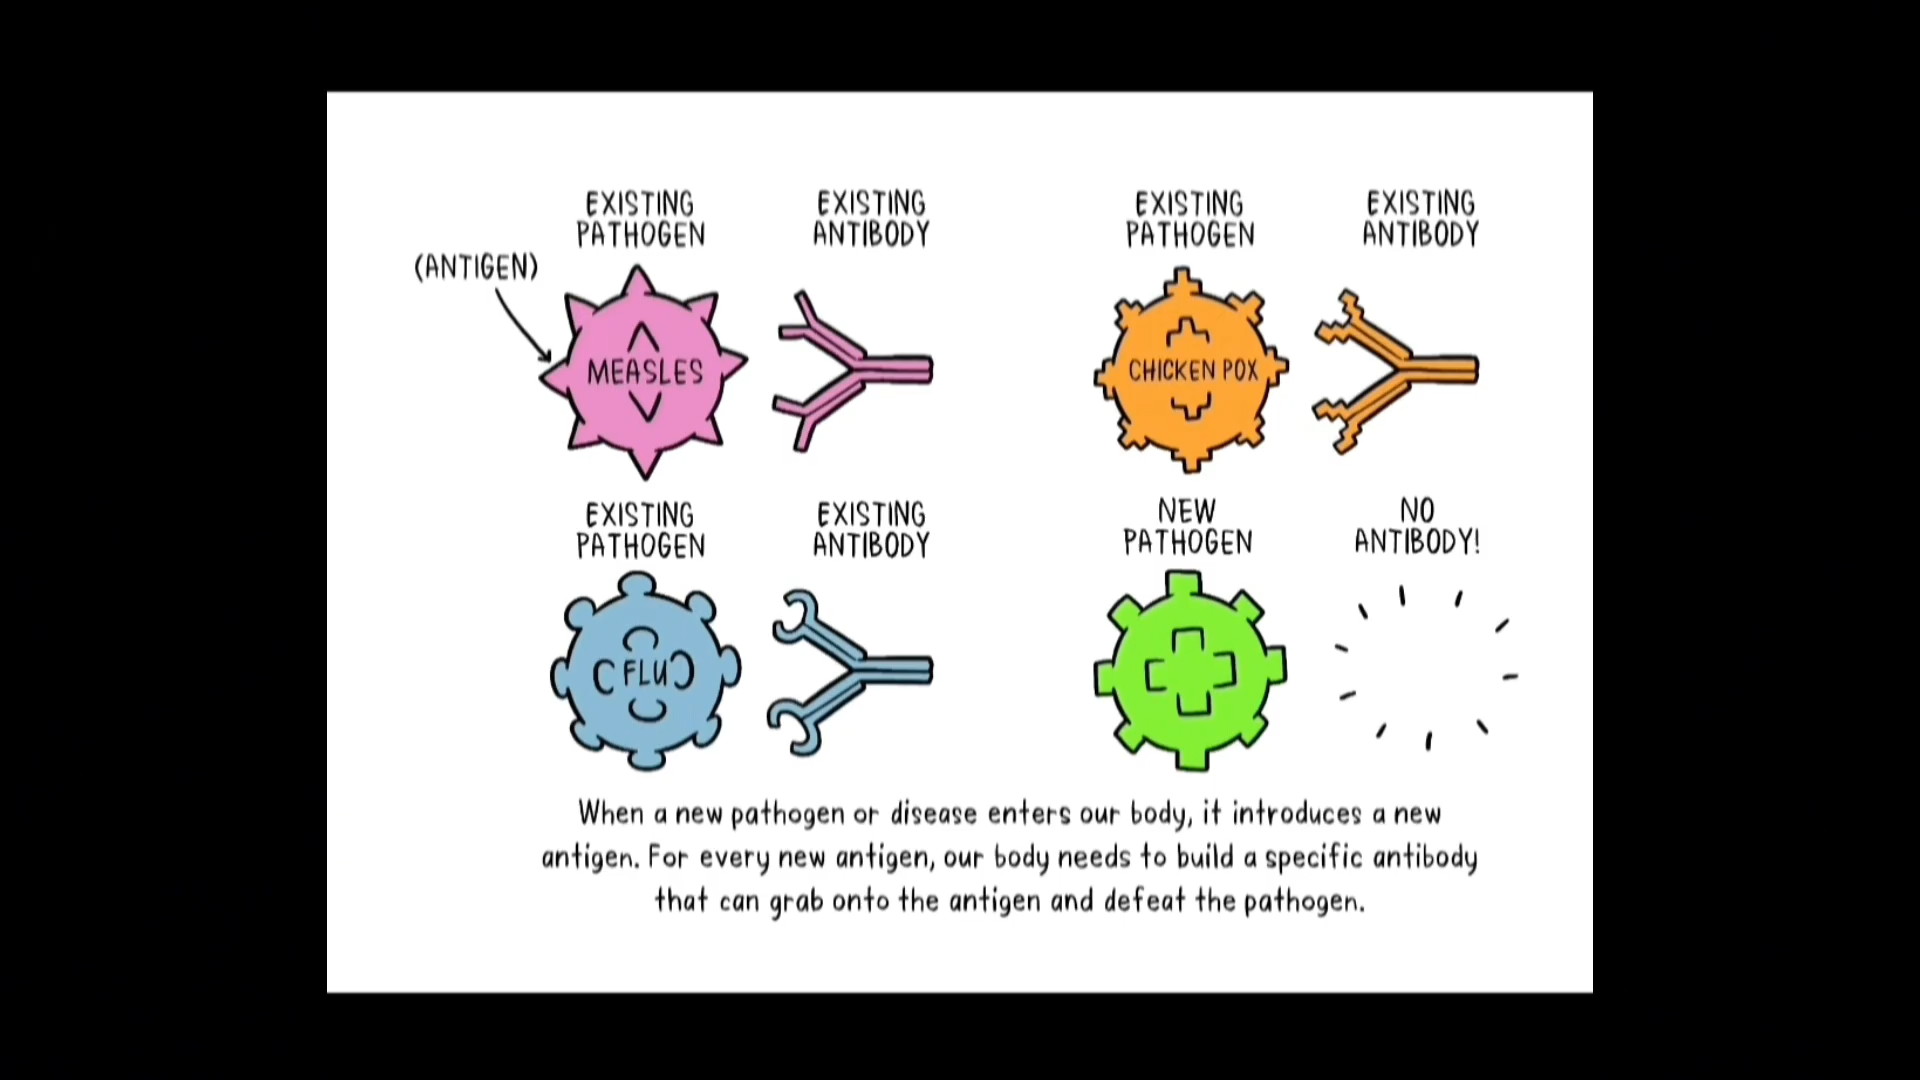 EXISTING
PATHOGEN
EXISTING
ANTIBODY
EXISTING
PATHOGEN
EXISTING
ANTIBODY
(ANTIGEN)
MEASLES
CHICKEN POX
EXISTING
PATHOGEN
EXISTING
ANTIBODY
NEW
PATHOGEN
NO
ANTIBODY!
FLU
When a new pathogen or disease enters our body, it introduces a new
antigen. For every new antigen, our body needs to build a specific antibody
that can grab onto the antigen and defeat the pathogen.